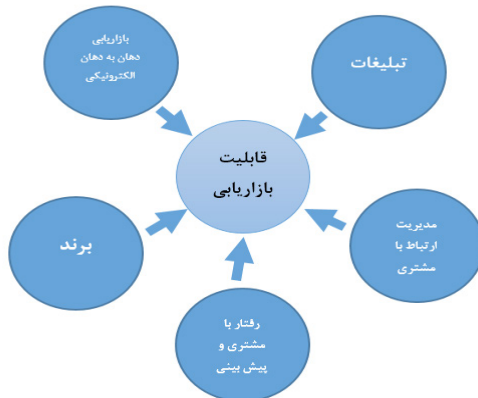 بازاریابی
دهان به دهان
الکترونیکی
تبلیغات
قابلیت
بازاریابی
برند
مدیریت
ارتباط با
مشتری
رفتار با
مشتری و
پیش بینی